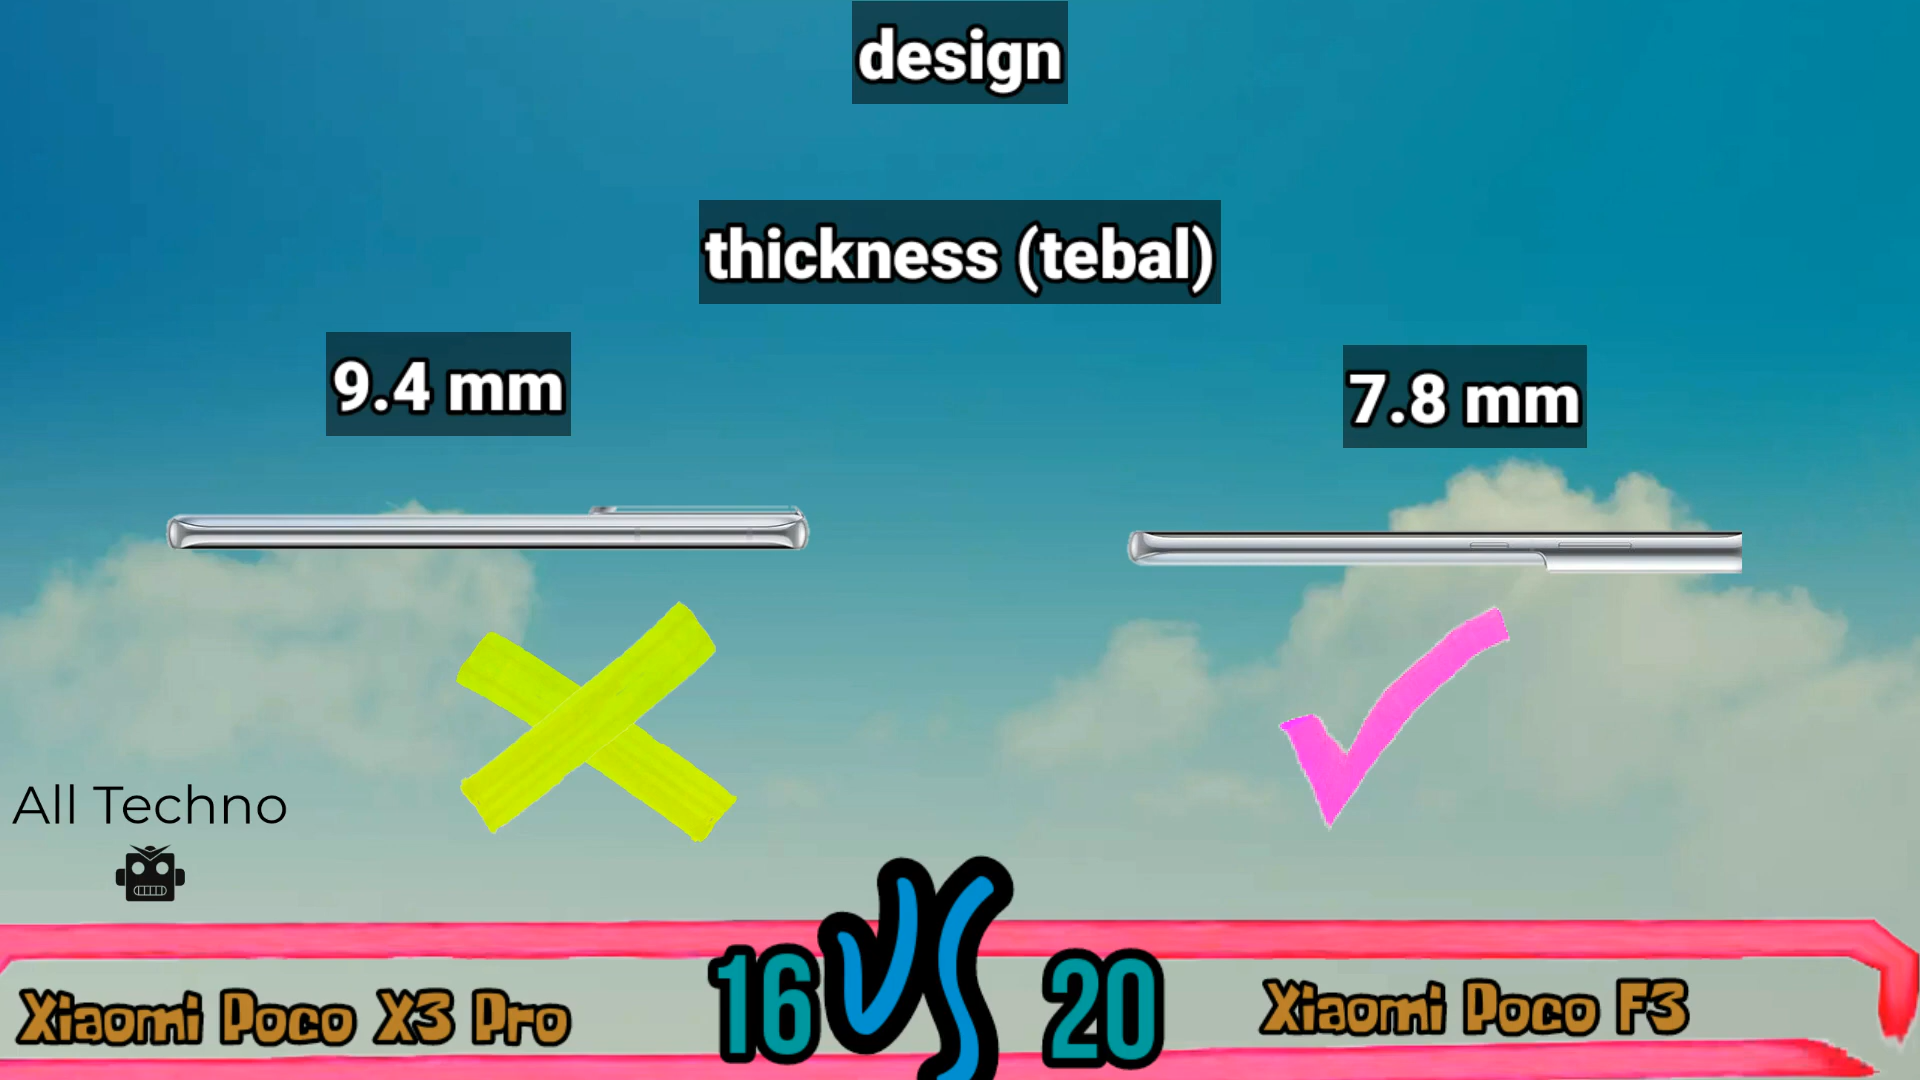 design
thickness (tebal)
9.4 mm
7.8 mm
All Techno
Xiaomi Poco X3 Pro
16 VS 20
Xiaomi Poco F3